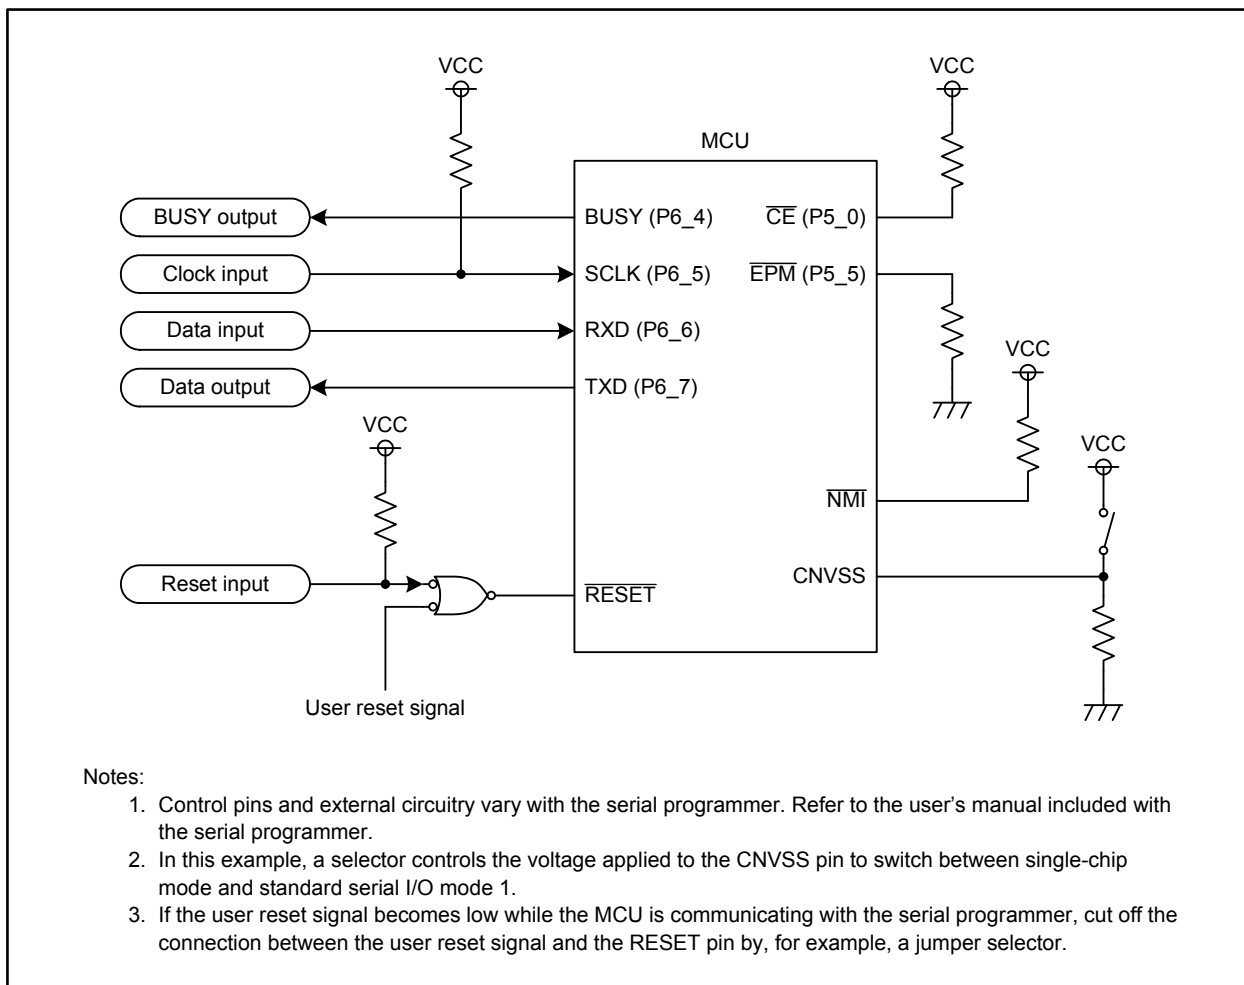 VCC
VCC
MCU
BUSY output
BUSY (P6_4)
CE (P5_0)
Clock input
SCLK (P6_5)
EPM (P5_5)
Data input
RXD (P6_6)
VCC
Data output
TXD (P6_7)
VCC
VCC
NMI
Reset input
CNVSS
RESET
User reset signal
Notes:
1. Control pins and external circuitry vary with the serial programmer. Refer to the user’s manual included with
the serial programmer.
2. In this example, a selector controls the voltage applied to the CNVSS pin to switch between single-chip
mode and standard serial I/O mode 1.
3. If the user reset signal becomes low while the MCU is communicating with the serial programmer, cut off the
connection between the user reset signal and the RESET pin by, for example, a jumper selector.